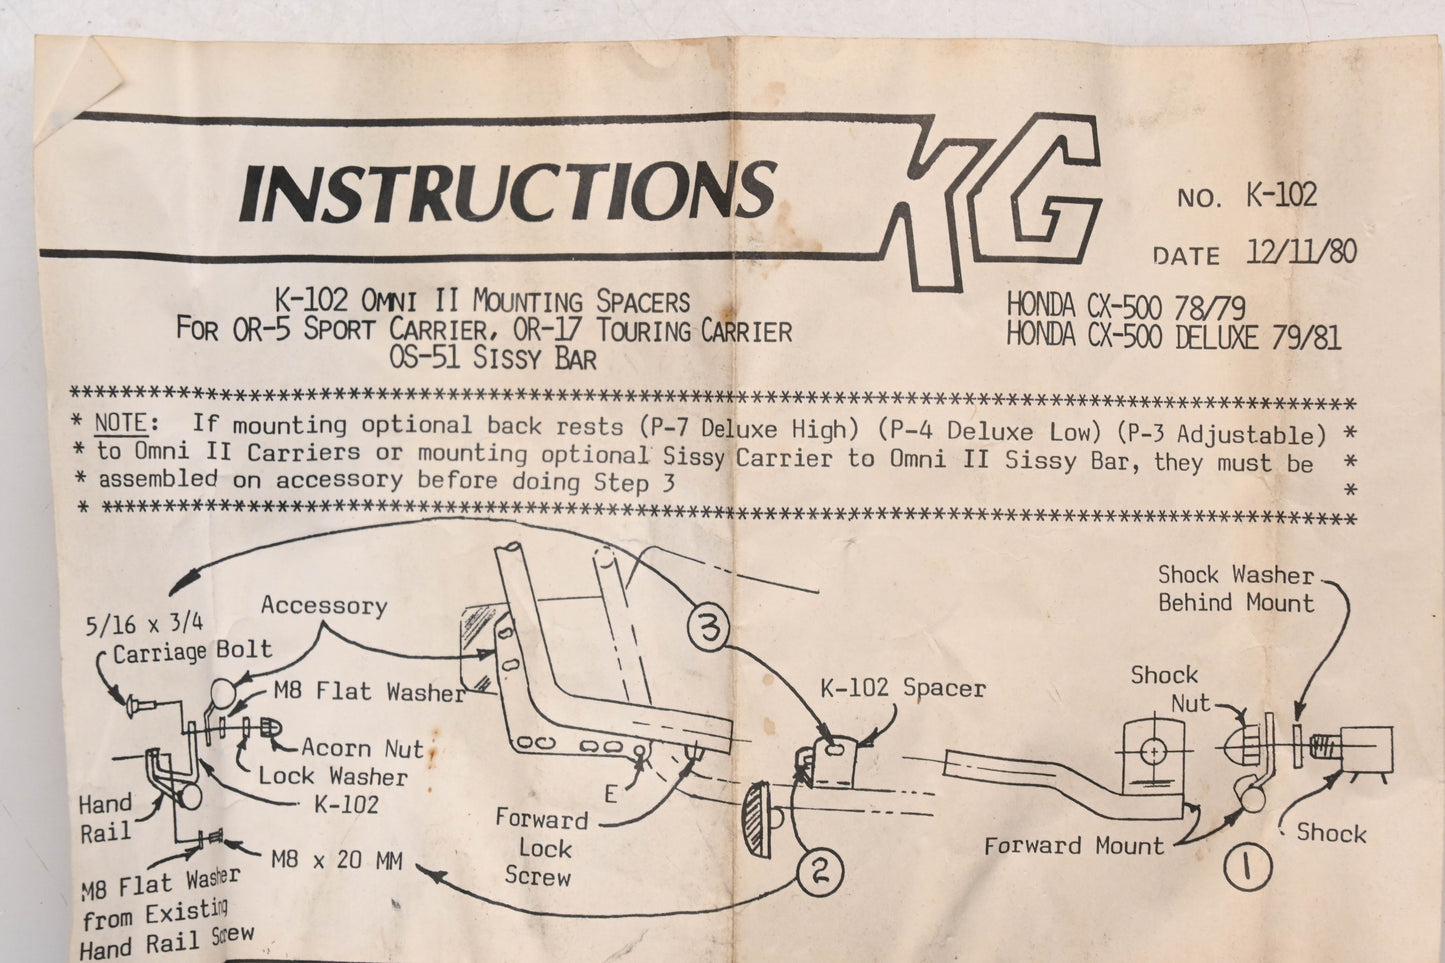 INSTRUCTIONS
KG
NO. K-102
DATE 12/11/80
K-102 OMNI II MOUNTING SPACERS
FOR OR-5 SPORT CARRIER, OR-17 TOURING CARRIER
OS-51 SISSY BAR
HONDA CX-500 78/79
HONDA CX-500 DELUXE 79/81
*****************************************************************************************************
* NOTE: If mounting optional back rests (P-7 Deluxe High) (P-4 Deluxe Low) (P-3 Adjustable) *
* to Omni II Carriers or mounting optional Sissy Carrier to Omni II Sissy Bar, they must be *
* assembled on accessory before doing Step 3 *
* ***************************************************************************************************
5/16 x 3/4
Carriage Bolt
Accessory
M8 Flat Washer
Acorn Nut
Lock Washer
K-102
Hand
Rail
M8 x 20 MM
M8 Flat Washer
from Existing
Hand Rail Screw
3
E
Forward
Lock
Screw
K-102 Spacer
2
Shock Washer
Behind Mount
Shock
Nut
Forward Mount
1
Shock